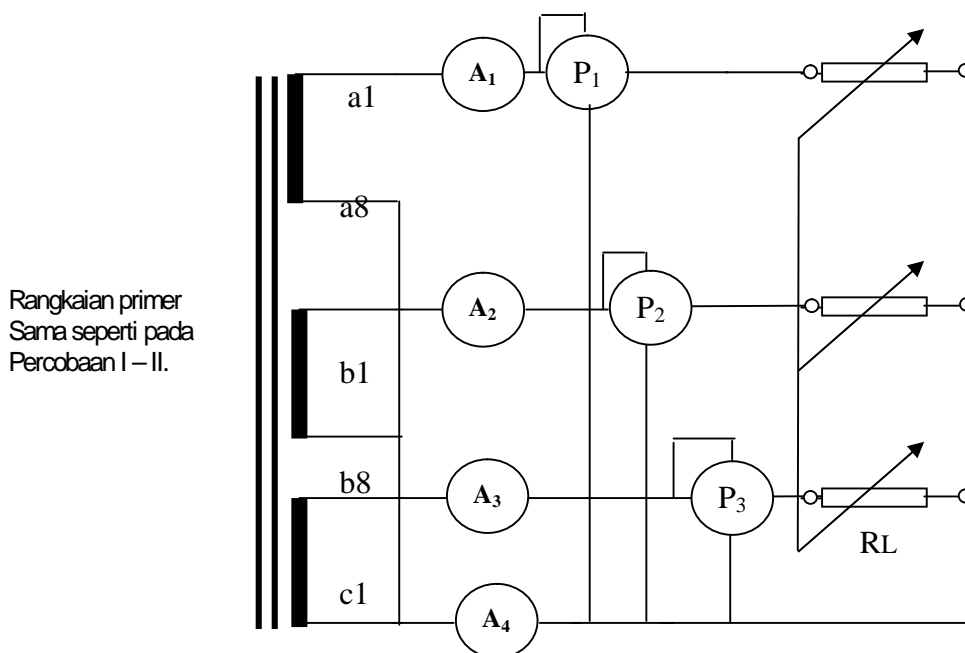 A1
P1
a1
a8
Rangkaian primer
Sama seperti pada
Percobaan I – II.
A2
P2
b1
b8
A3
P3
RL
c1
A4